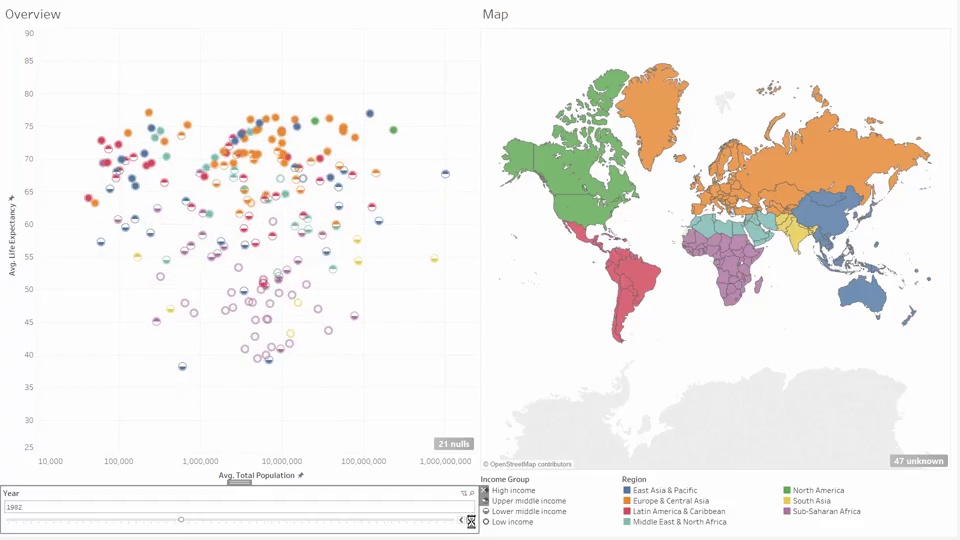 Overview
90
85
80
75
70
65
60
55
50
45
40
35
30
25
Avg. Life Expectancy
21 nulls
10,000 100,000 1,000,000 10,000,000 100,000,000 1,000,000,000
Avg. Total Population
Year
1982
Map
© OpenStreetMap contributors
47 unknown
Income Group
High income
Upper middle income
Lower middle income
Low income
Region
East Asia & Pacific
Europe & Central Asia
Latin America & Caribbean
Middle East & North Africa
North America
South Asia
Sub-Saharan Africa